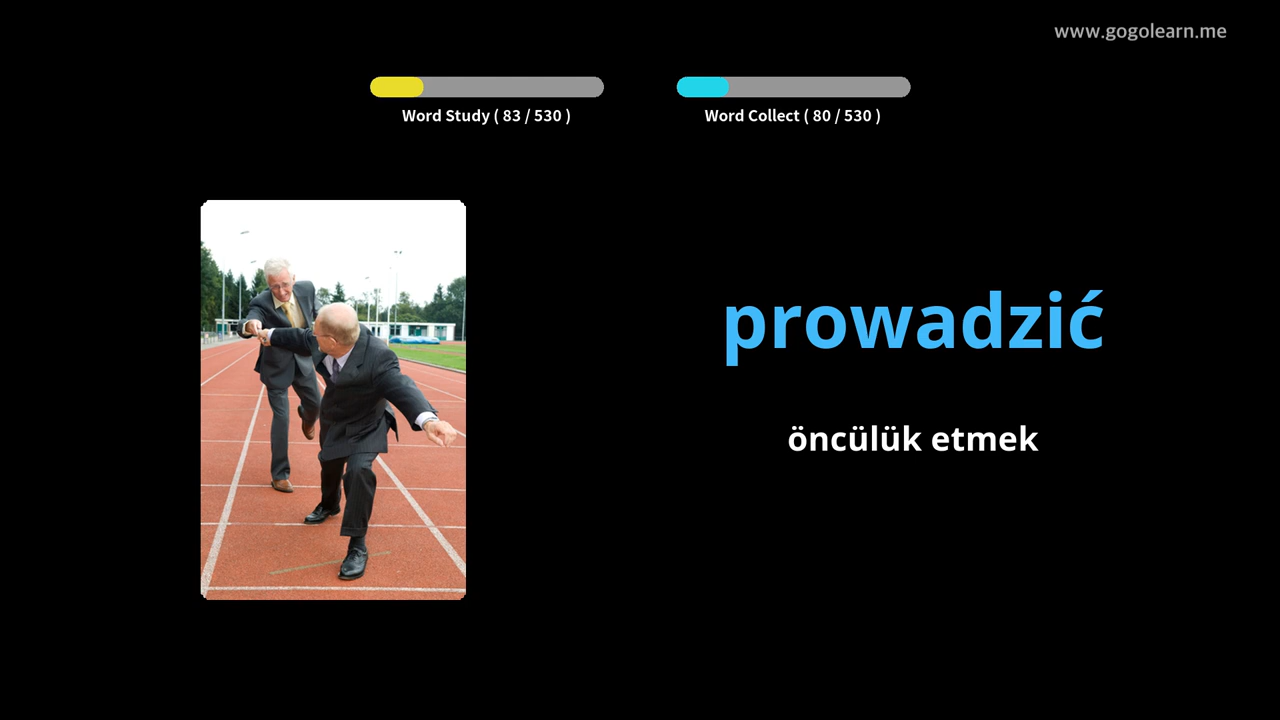 www.gogolearn.me
Word Study ( 83 / 530 )
Word Collect ( 80 / 530 )
prowadzić
öncülük etmek